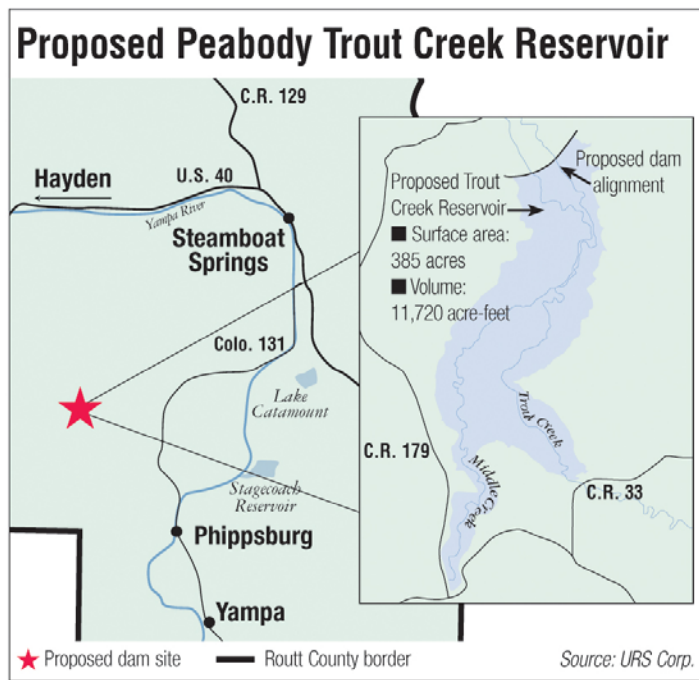 Proposed Peabody Trout Creek Reservoir
C.R. 129
U.S. 40
Hayden
Yampa River
Steamboat
Springs
Colo. 131
Lake
Catamount
Stagecoach
Reservoir
Phippsburg
Yampa
Proposed dam
alignment
Proposed Trout
Creek Reservoir
■ Surface area:
385 acres
■ Volume:
11,720 acre-feet
Trout Creek
C.R. 179
Middle Creek
C.R. 33
Proposed dam site
Routt County border
Source: URS Corp.